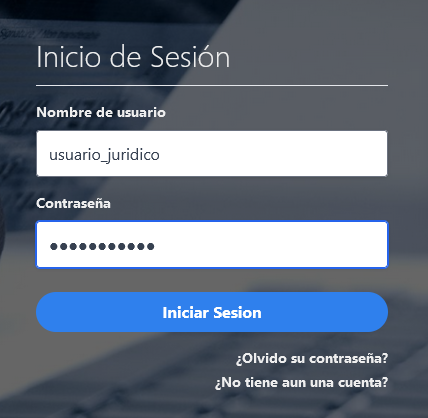 Inicio de Sesión
Nombre de usuario
usuario_juridico
Contraseña
●●●●●●●●●●●
Iniciar Sesion
¿Olvido su contraseña?
¿No tiene aun una cuenta?